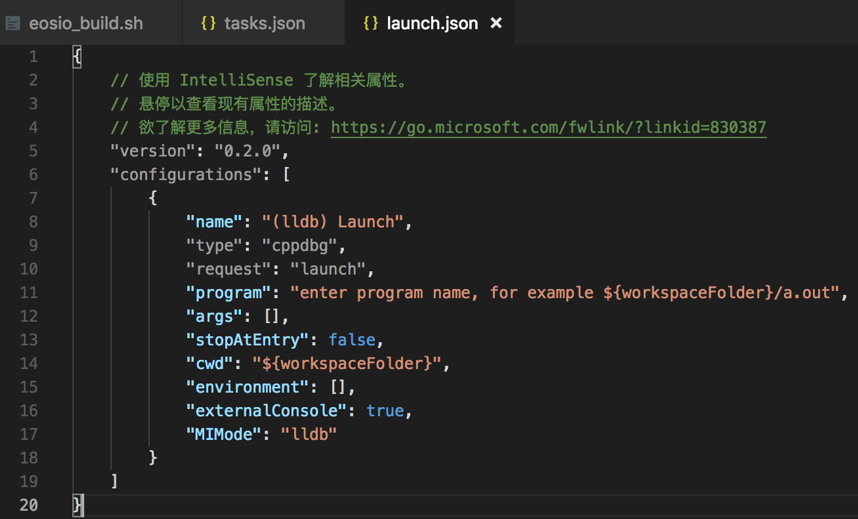 eosio_build.sh {} tasks.json {} launch.json ×
1 {
2 // 使用 IntelliSense 了解相关属性。
3 // 悬停以查看现有属性的描述。
4 // 欲了解更多信息，请访问: https://go.microsoft.com/fwlink/?linkid=830387
5 "version": "0.2.0",
6 "configurations": [
7 {
8 "name": "(lldb) Launch",
9 "type": "cppdbg",
10 "request": "launch",
11 "program": "enter program name, for example ${workspaceFolder}/a.out",
12 "args": [],
13 "stopAtEntry": false,
14 "cwd": "${workspaceFolder}",
15 "environment": [],
16 "externalConsole": true,
17 "MIMode": "lldb"
18 }
19 ]
20 }